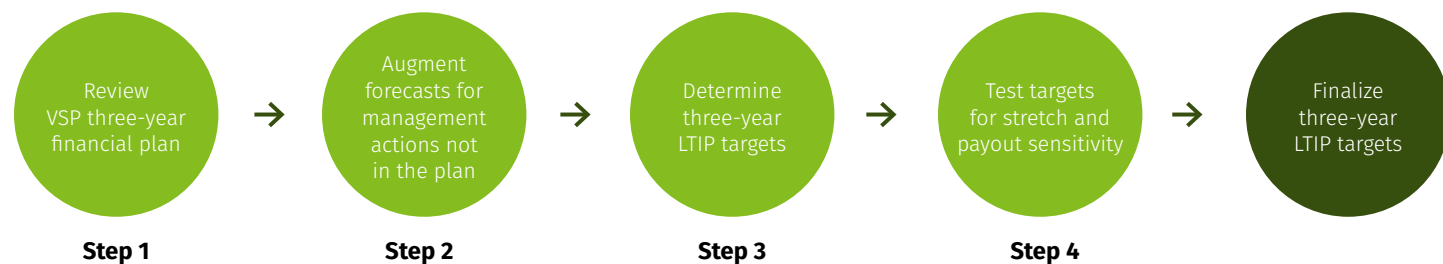 Review
VSP three-year
financial plan
Augment
forecasts for
management
actions not
in the plan
Determine
three-year
LTIP targets
Test targets
for stretch and
payout sensitivity
Finalize
three-year
LTIP targets
Step 1
Step 2
Step 3
Step 4